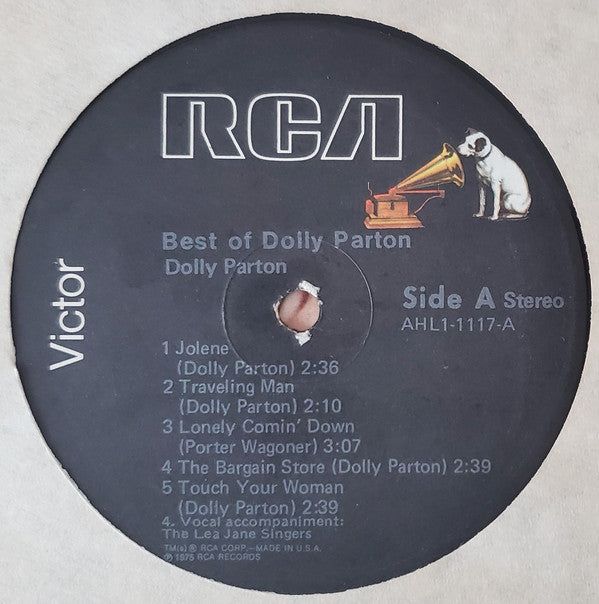 RCA
Victor
Best of Dolly Parton
Dolly Parton
Side A Stereo
AHL1-1117-A
1 Jolene
(Dolly Parton) 2:36
2 Traveling Man
(Dolly Parton) 2:10
3 Lonely Comin' Down
(Porter Wagoner) 3:07
4 The Bargain Store (Dolly Parton) 2:39
5 Touch Your Woman
(Dolly Parton) 2:39
4. Vocal accompaniment:
The Lea Jane Singers
TM(s) ® RCA CORP.—MADE IN U.S.A.
℗ 1975 RCA RECORDS